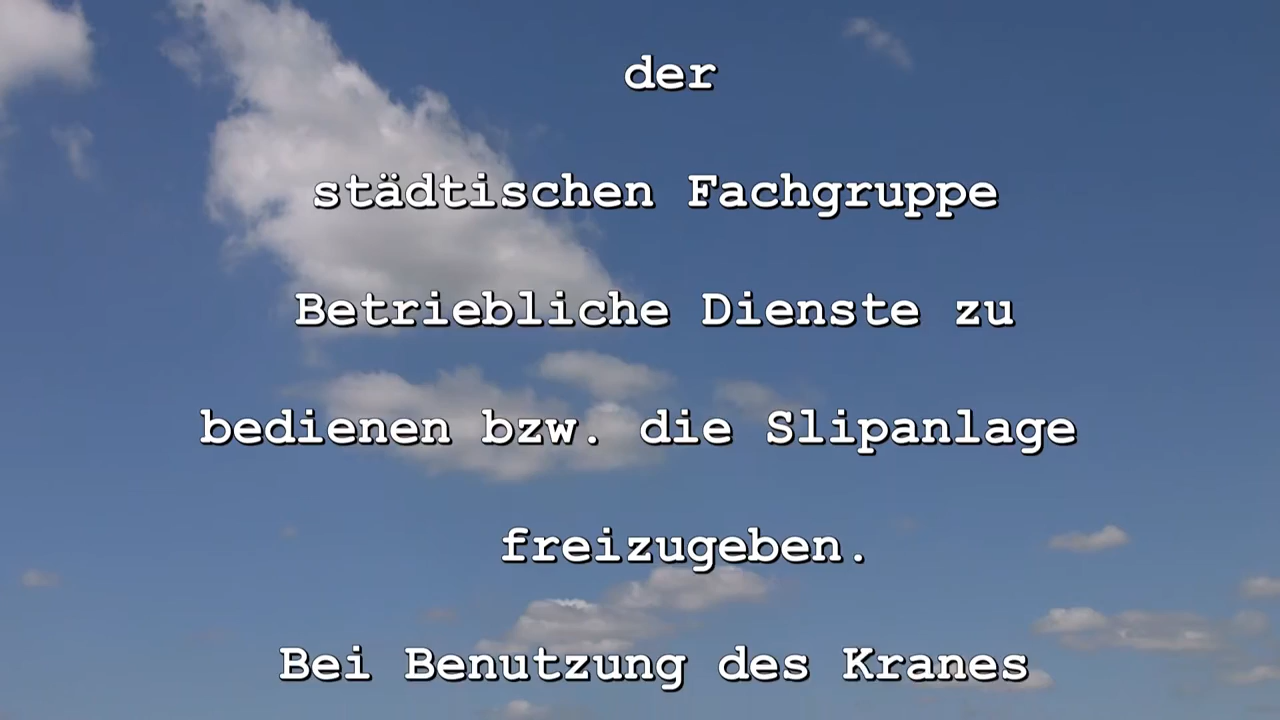 der
städtischen Fachgruppe
Betriebliche Dienste zu
bedienen bzw. die Slipanlage
freizugeben.
Bei Benutzung des Kranes